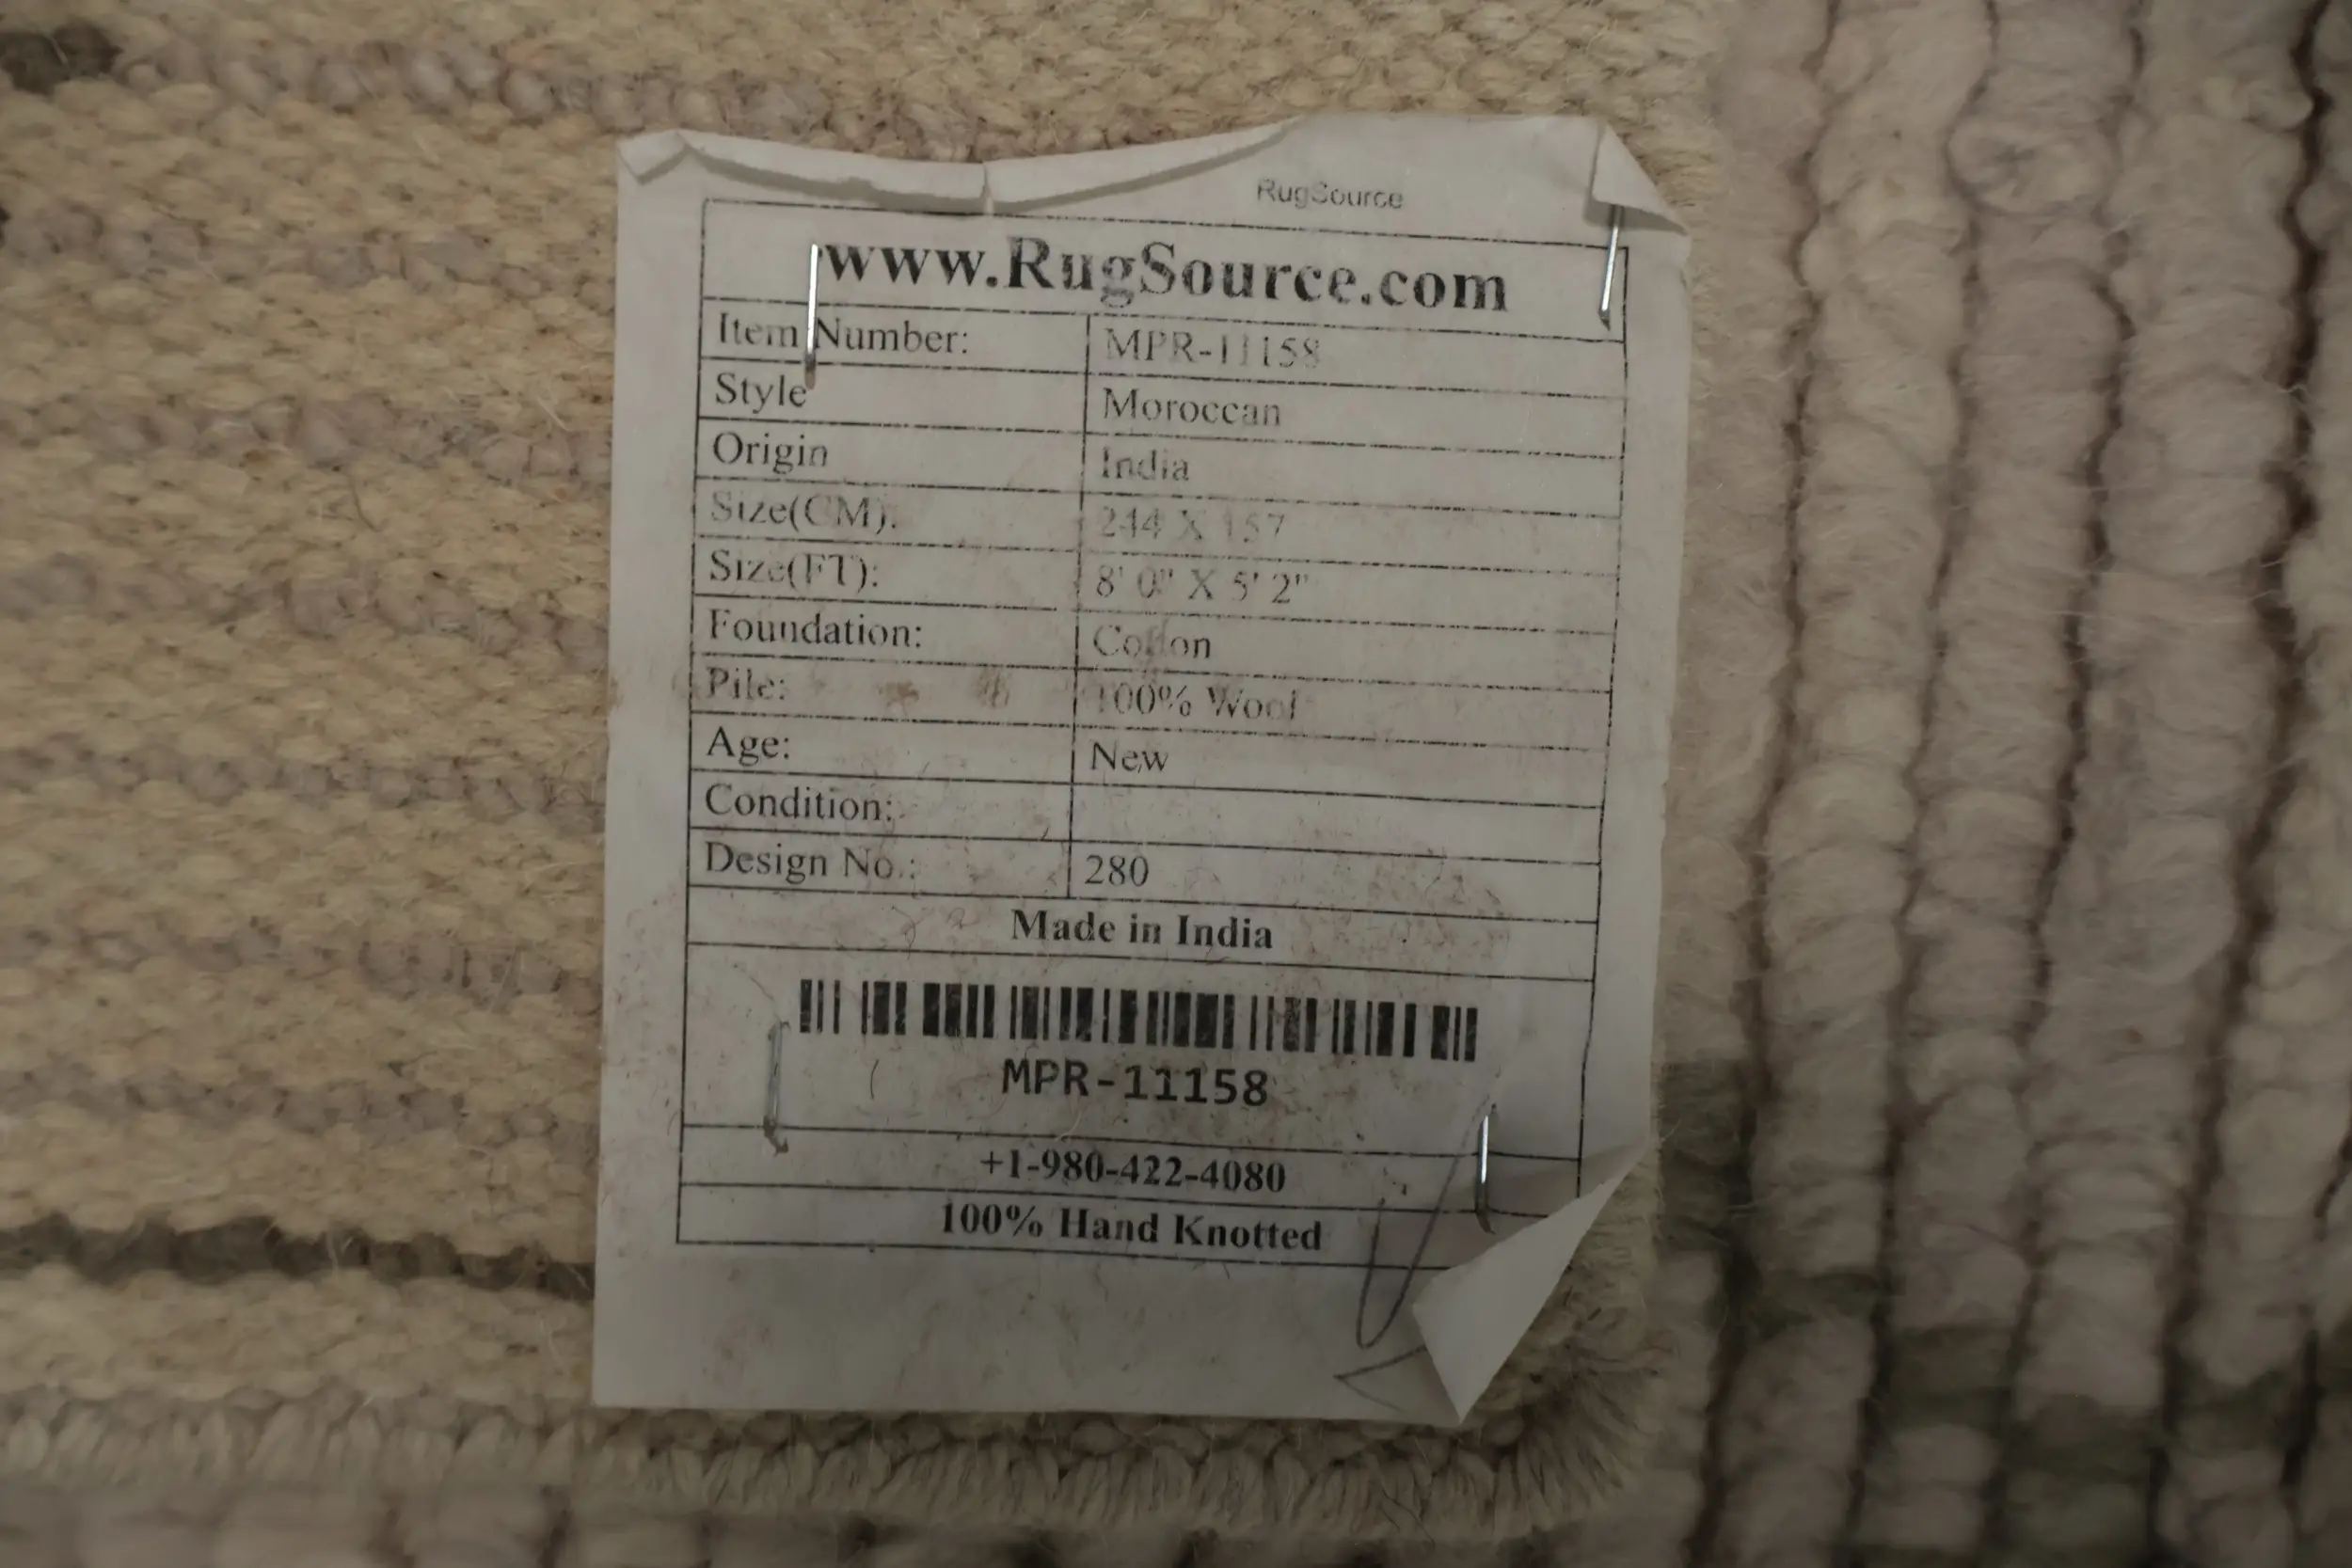 RugSource
www.RugSource.com
Item Number: MPR-11158
Style Moroccan
Origin India
Size(CM): 244 X 157
Size(FT): 8' 0" X 5' 2"
Foundation: Cotton
Pile: 100% Wool
Age: New
Condition:
Design No.: 280
Made in India
MPR-11158
+1-980-422-4080
100% Hand Knotted